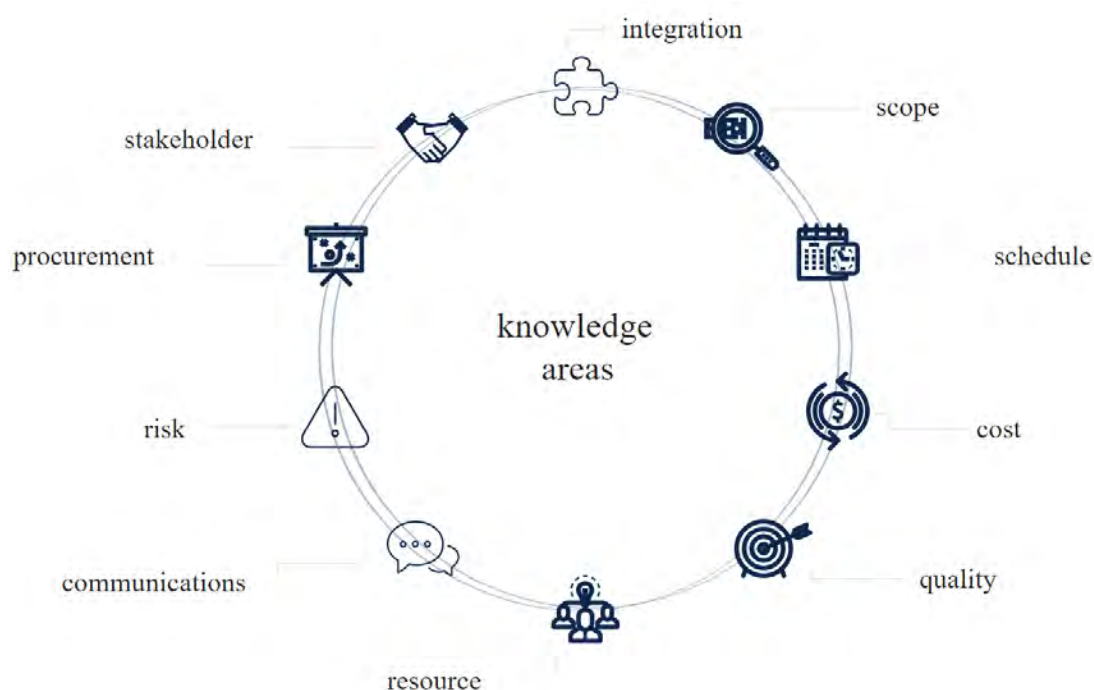 integration
scope
stakeholder
procurement
schedule
knowledge
areas
risk
$
cost
communications
quality
resource